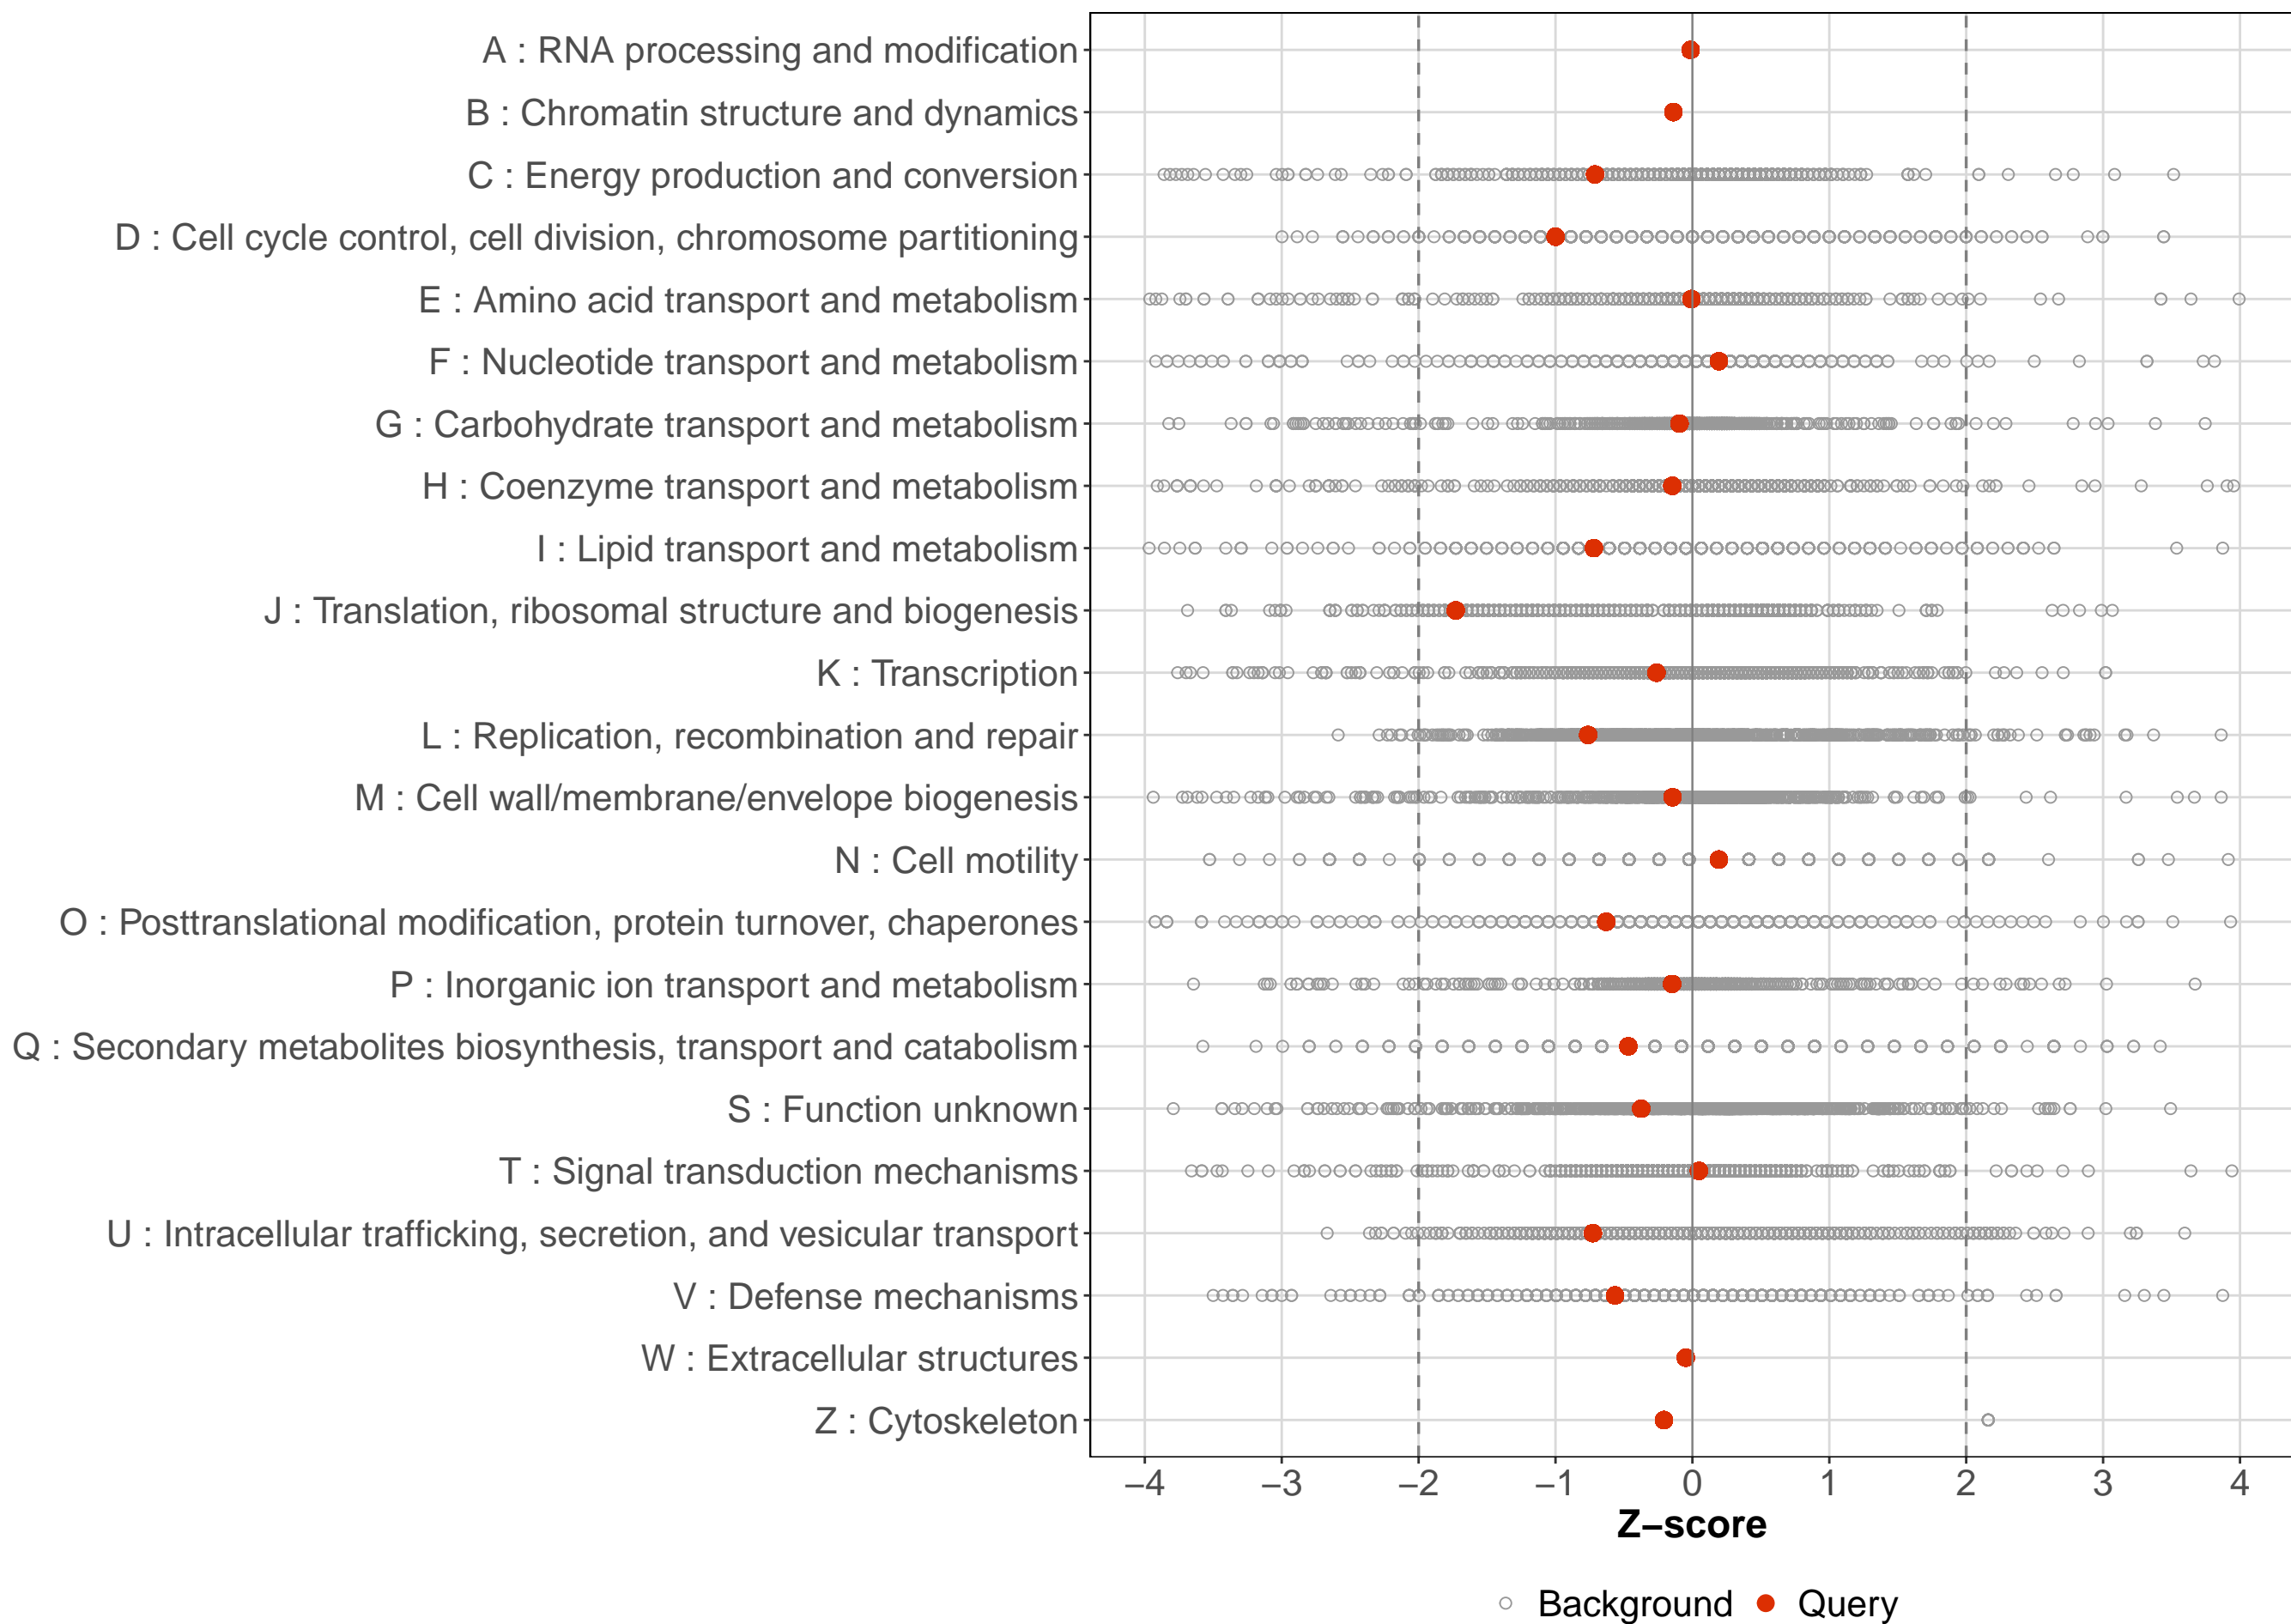 A : RNA processing and modification
B : Chromatin structure and dynamics
C : Energy production and conversion
D : Cell cycle control, cell division, chromosome partitioning
E : Amino acid transport and metabolism
F : Nucleotide transport and metabolism
G : Carbohydrate transport and metabolism
H : Coenzyme transport and metabolism
I : Lipid transport and metabolism
J : Translation, ribosomal structure and biogenesis
K : Transcription
L : Replication, recombination and repair
M : Cell wall/membrane/envelope biogenesis
N : Cell motility
O : Posttranslational modification, protein turnover, chaperones
P : Inorganic ion transport and metabolism
Q : Secondary metabolites biosynthesis, transport and catabolism
S : Function unknown
T : Signal transduction mechanisms
U : Intracellular trafficking, secretion, and vesicular transport
V : Defense mechanisms
W : Extracellular structures
Z : Cytoskeleton
−4 −3 −2 −1 0 1 2 3 4
Z−score
Background Query